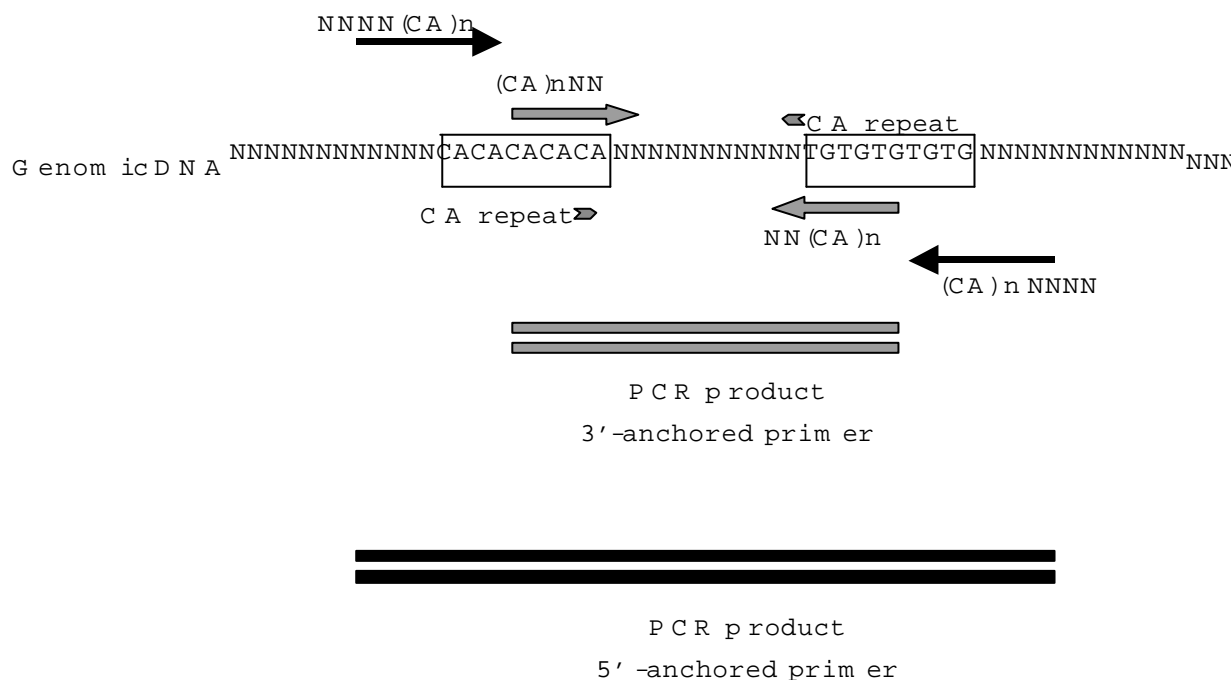 NNNN(CA)n
(CA)nNN
CA repeat
Genomic DNA NNNNNNNNNNNNCACACACACANNNNNNNNNNNTGTGTGTGTGNNNNNNNNNNNNNNN
CA repeat
NN(CA)n
(CA)nNNNN
PCR product
3'-anchored primer
PCR product
5'-anchored primer